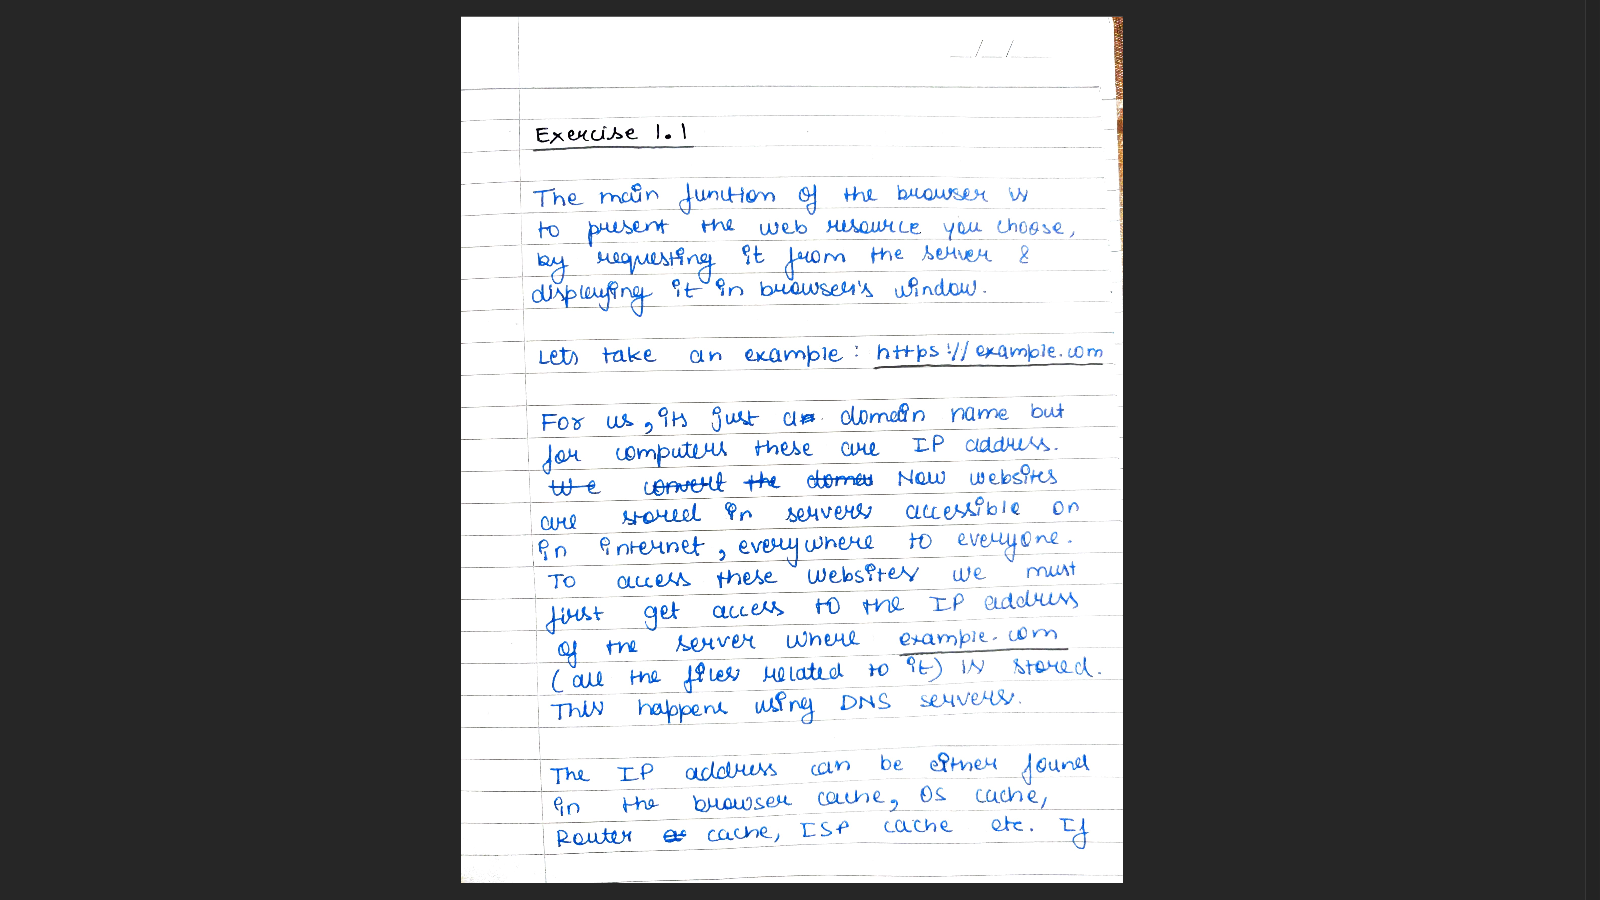 Exercise 1.1
The main function of the browser is
to present the web resource you choose,
by requesting it from the server &
displaying it in browser's window.
Lets take an example : https://example.com
For us, its just a domain name but
for computers these are IP address.
We convert the domai Now websites
are stored in servers accessible on
in internet, everywhere to everyone.
To access these websites we must
first get access to the IP address
of the server where example.com
(all the files related to it) is stored.
This happens using DNS servers.
The IP address can be either found
in the browser cache, OS cache,
Router cache, ISP cache etc. If